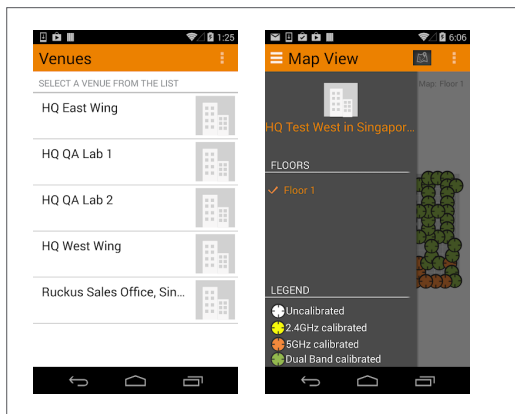 1:25
Venues
SELECT A VENUE FROM THE LIST
HQ East Wing
HQ QA Lab 1
HQ QA Lab 2
HQ West Wing
Ruckus Sales Office, Sin...
6:06
Map View
Map: Floor 1
HQ Test West in Singapor...
FLOORS
Floor 1
LEGEND
Uncalibrated
2.4GHz calibrated
5GHz calibrated
Dual Band calibrated